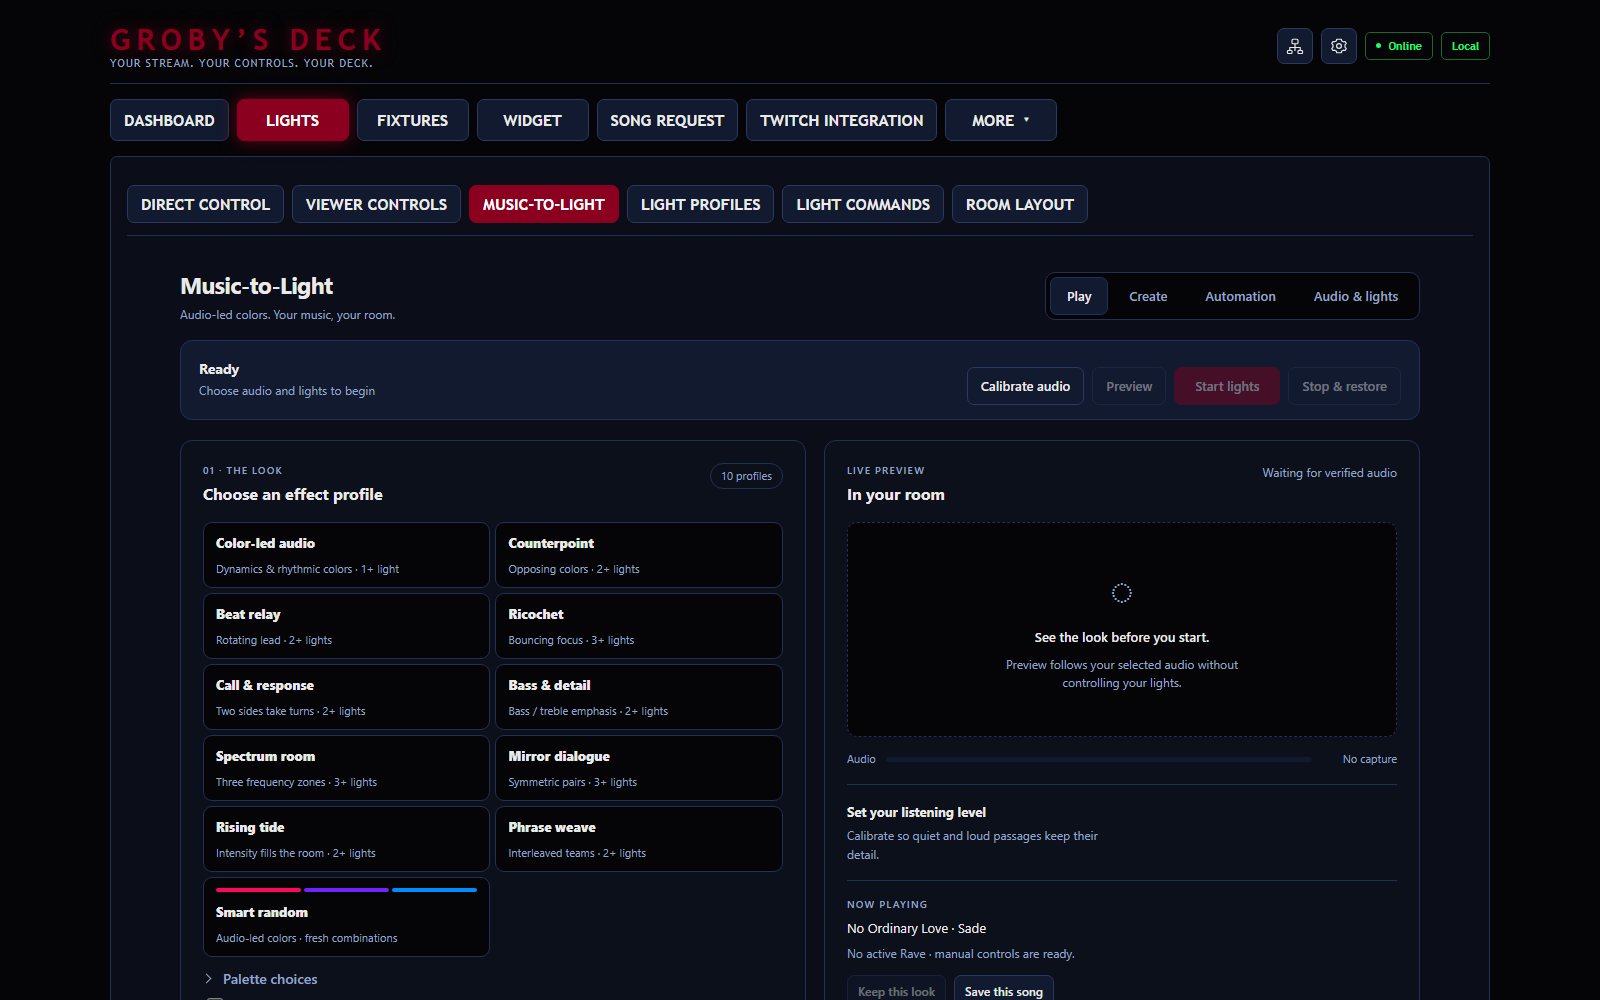 GROBY'S DECK
YOUR STREAM. YOUR CONTROLS. YOUR DECK.
Online
Local
DASHBOARD
LIGHTS
FIXTURES
WIDGET
SONG REQUEST
TWITCH INTEGRATION
MORE
DIRECT CONTROL
VIEWER CONTROLS
MUSIC-TO-LIGHT
LIGHT PROFILES
LIGHT COMMANDS
ROOM LAYOUT
Music-to-Light
Audio-led colors. Your music, your room.
Play
Create
Automation
Audio & lights
Ready
Choose audio and lights to begin
Calibrate audio
Preview
Start lights
Stop & restore
01 · THE LOOK
Choose an effect profile
10 profiles
Color-led audio
Dynamics & rhythmic colors · 1+ light
Counterpoint
Opposing colors · 2+ lights
Beat relay
Rotating lead · 2+ lights
Ricochet
Bouncing focus · 3+ lights
Call & response
Two sides take turns · 2+ lights
Bass & detail
Bass / treble emphasis · 2+ lights
Spectrum room
Three frequency zones · 3+ lights
Mirror dialogue
Symmetric pairs · 3+ lights
Rising tide
Intensity fills the room · 2+ lights
Phrase weave
Interleaved teams · 2+ lights
Smart random
Audio-led colors · fresh combinations
Palette choices
LIVE PREVIEW
In your room
Waiting for verified audio
See the look before you start.
Preview follows your selected audio without
controlling your lights.
Audio
No capture
Set your listening level
Calibrate so quiet and loud passages keep their
detail.
NOW PLAYING
No Ordinary Love · Sade
No active Rave · manual controls are ready.
Keep this look
Save this song